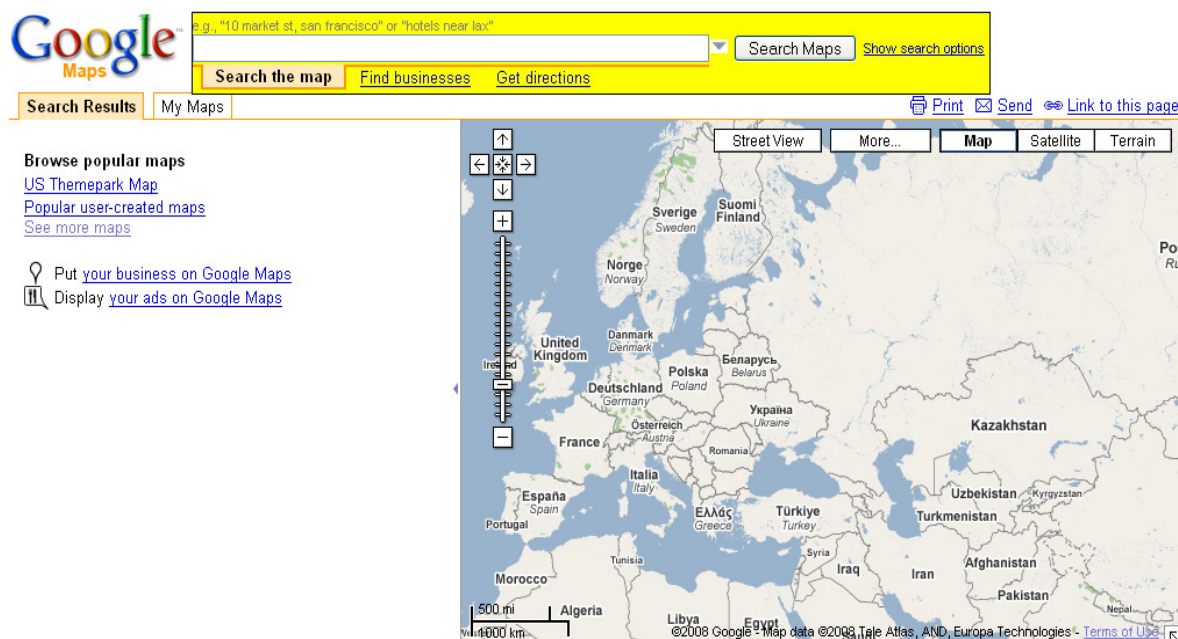 Google
Maps
e.g., "10 market st, san francisco" or "hotels near lax"
Search Maps
Show search options
Search the map
Find businesses
Get directions
Search Results
My Maps
Print
Send
Link to this page
Browse popular maps
US Themepark Map
Popular user-created maps
See more maps
Put your business on Google Maps
Display your ads on Google Maps
Street View
More...
Map
Satellite
Terrain
Sverige
Sweden
Suomi
Finland
Norge
Norway
Po
Ru
Danmark
Denmark
United
Kingdom
Ireland
Беларусь
Belarus
Polska
Poland
Deutschland
Germany
Україна
Ukraine
Österreich
Austria
France
Romania
Kazakhstan
Italia
Italy
España
Spain
Portugal
Ελλάς
Greece
Türkiye
Turkey
Uzbekistan
Kyrgyzstan
Turkmenistan
Syria
Iraq
Iran
Afghanistan
Pakistan
Nepal
Tunisia
Morocco
Algeria
Libya
Egypt
500 mi
1000 km
©2008 Google - Map data ©2008 Tele Atlas, AND, Europa Technologies - Terms of Use